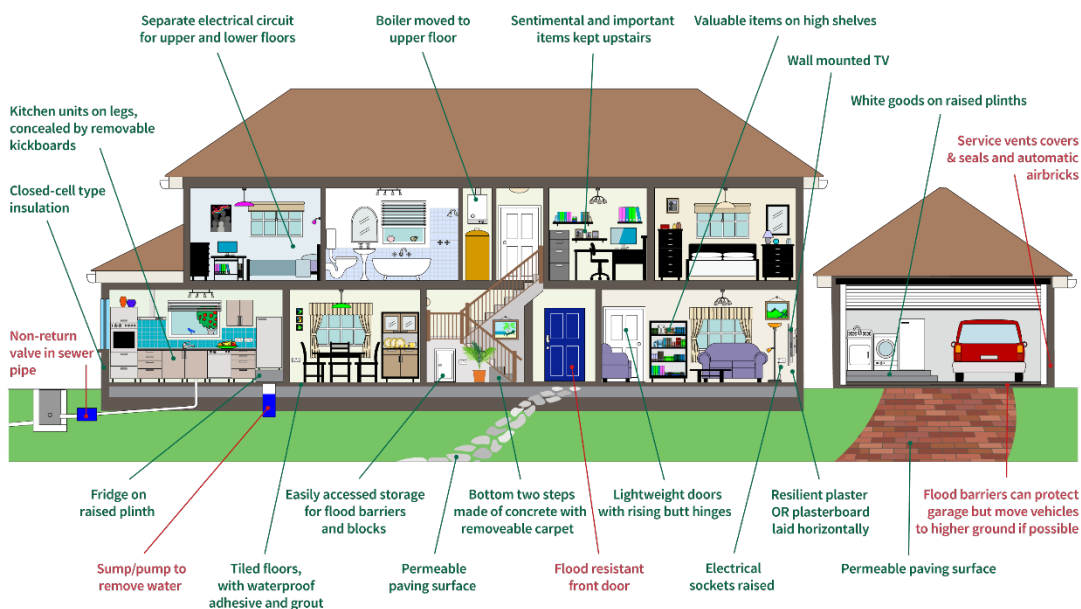 Separate electrical circuit
for upper and lower floors
Boiler moved to
upper floor
Sentimental and important
items kept upstairs
Valuable items on high shelves
Wall mounted TV
White goods on raised plinths
Service vents covers
& seals and automatic
airbricks
Kitchen units on legs,
concealed by removable
kickboards
Closed-cell type
insulation
Non-return
valve in sewer
pipe
Fridge on
raised plinth
Sump/pump to
remove water
Tiled floors,
with waterproof
adhesive and grout
Easily accessed storage
for flood barriers
and blocks
Permeable
paving surface
Bottom two steps
made of concrete with
removeable carpet
Flood resistant
front door
Lightweight doors
with rising butt hinges
Electrical
sockets raised
Resilient plaster
OR plasterboard
laid horizontally
Permeable paving surface
Flood barriers can protect
garage but move vehicles
to higher ground if possible